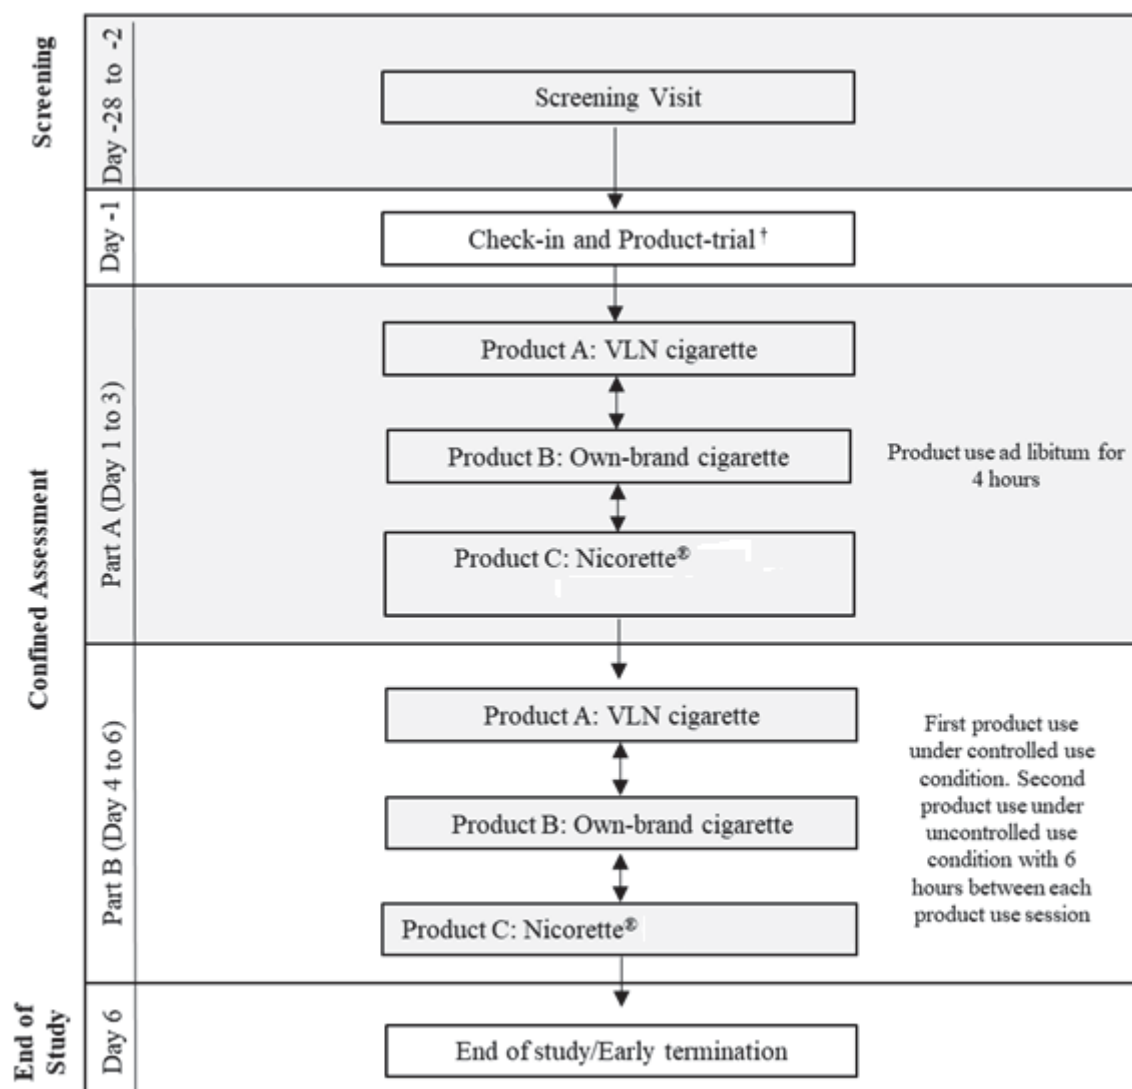 Screening
Day -28 to -2
Screening Visit
Day -1
Check-in and Product-trial †
Confined Assessment
Part A (Day 1 to 3)
Product A: VLN cigarette
Product B: Own-brand cigarette
Product C: Nicorette®
Product use ad libitum for
4 hours
Part B (Day 4 to 6)
Product A: VLN cigarette
Product B: Own-brand cigarette
Product C: Nicorette®
First product use
under controlled use
condition. Second
product use under
uncontrolled use
condition with 6
hours between each
product use session
End of
Study
Day 6
End of study/Early termination